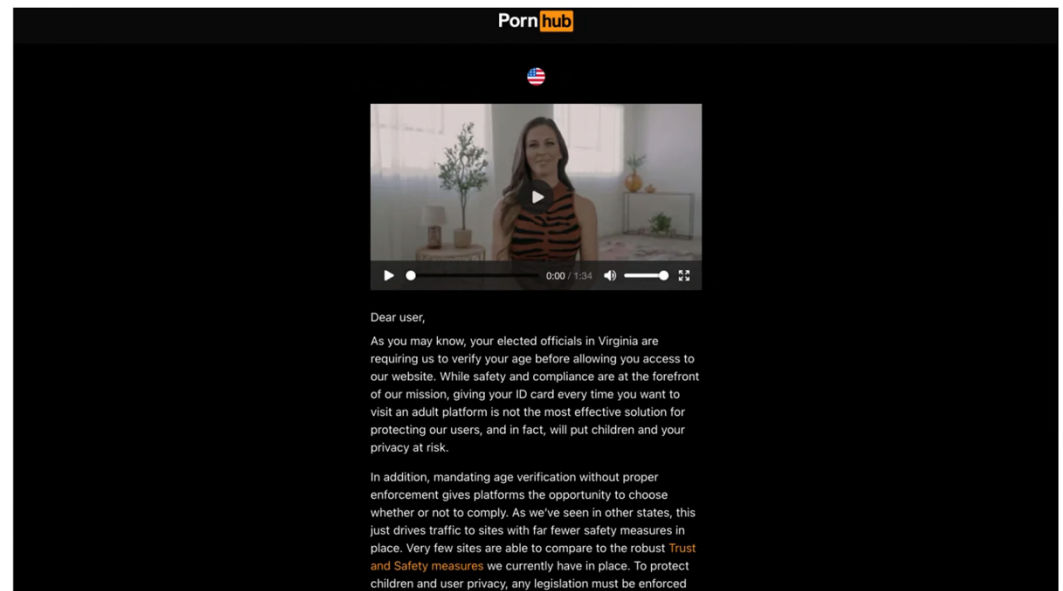 Pornhub
0:00 / 1:34
Dear user,
As you may know, your elected officials in Virginia are
requiring us to verify your age before allowing you access to
our website. While safety and compliance are at the forefront
of our mission, giving your ID card every time you want to
visit an adult platform is not the most effective solution for
protecting our users, and in fact, will put children and your
privacy at risk.
In addition, mandating age verification without proper
enforcement gives platforms the opportunity to choose
whether or not to comply. As we've seen in other states, this
just drives traffic to sites with far fewer safety measures in
place. Very few sites are able to compare to the robust Trust
and Safety measures we currently have in place. To protect
children and user privacy, any legislation must be enforced